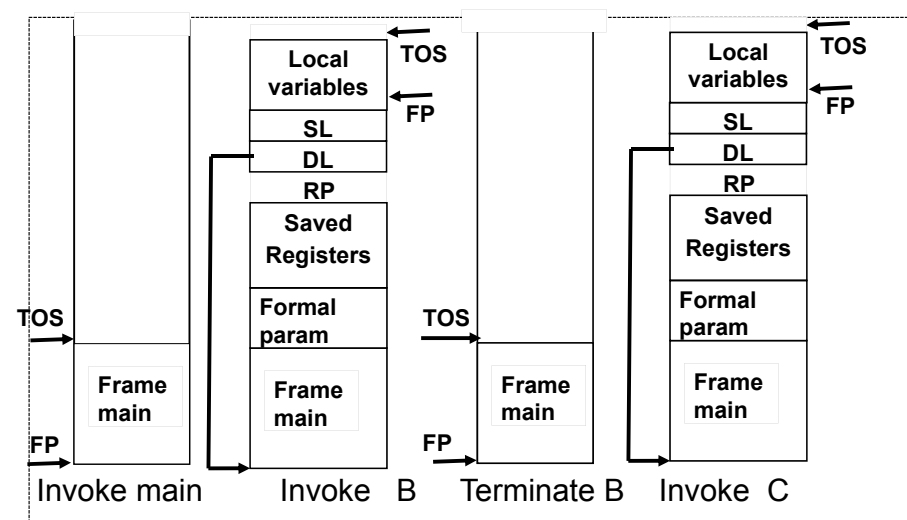 TOS
Frame
main
FP
Invoke main
TOS
Local
variables
FP
SL
DL
RP
Saved
Registers
Formal
param
Frame
main
Invoke B
TOS
Frame
main
FP
Terminate B
TOS
Local
variables
FP
SL
DL
RP
Saved
Registers
Formal
param
Frame
main
Invoke C